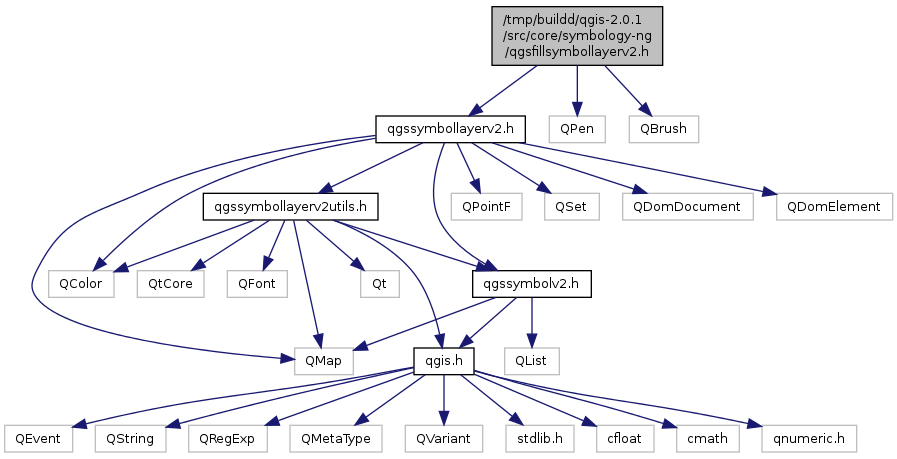 /tmp/buildd/qgis-2.0.1
/src/core/symbology-ng
/qgsfillsymbollayerv2.h
qgssymbollayerv2.h
QPen
QBrush
qgssymbollayerv2utils.h
QPointF
QSet
QDomDocument
QDomElement
QColor
QtCore
QFont
Qt
qgssymbolv2.h
QMap
qgis.h
QList
QEvent
QString
QRegExp
QMetaType
QVariant
stdlib.h
cfloat
cmath
qnumeric.h